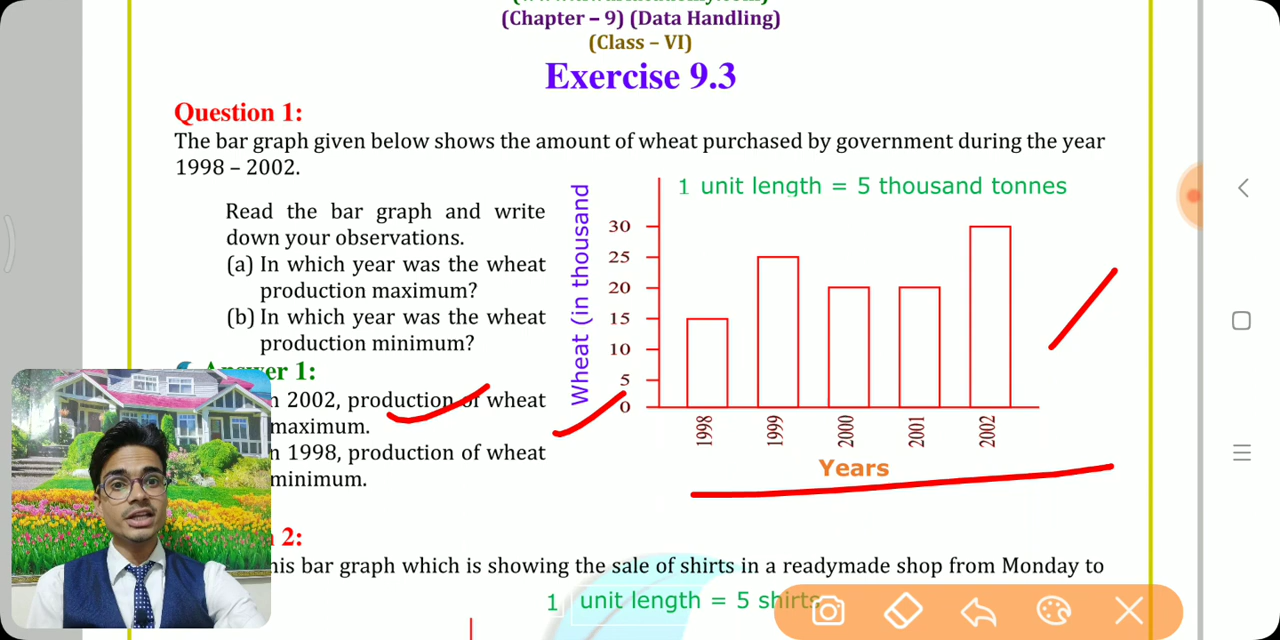 (Chapter – 9) (Data Handling)
(Class – VI)
Exercise 9.3
Question 1:
The bar graph given below shows the amount of wheat purchased by government during the year
1998 – 2002.
Read the bar graph and write
down your observations.
(a) In which year was the wheat
production maximum?
(b) In which year was the wheat
production minimum?
1 unit length = 5 thousand tonnes
Wheat (in thousand
30
25
20
15
10
5
0
1998
1999
2000
2001
2002
Years
1:
2002, production of wheat
maximum.
1998, production of wheat
minimum.
2:
bar graph which is showing the sale of shirts in a readymade shop from Monday to
1 unit length = 5 shirts